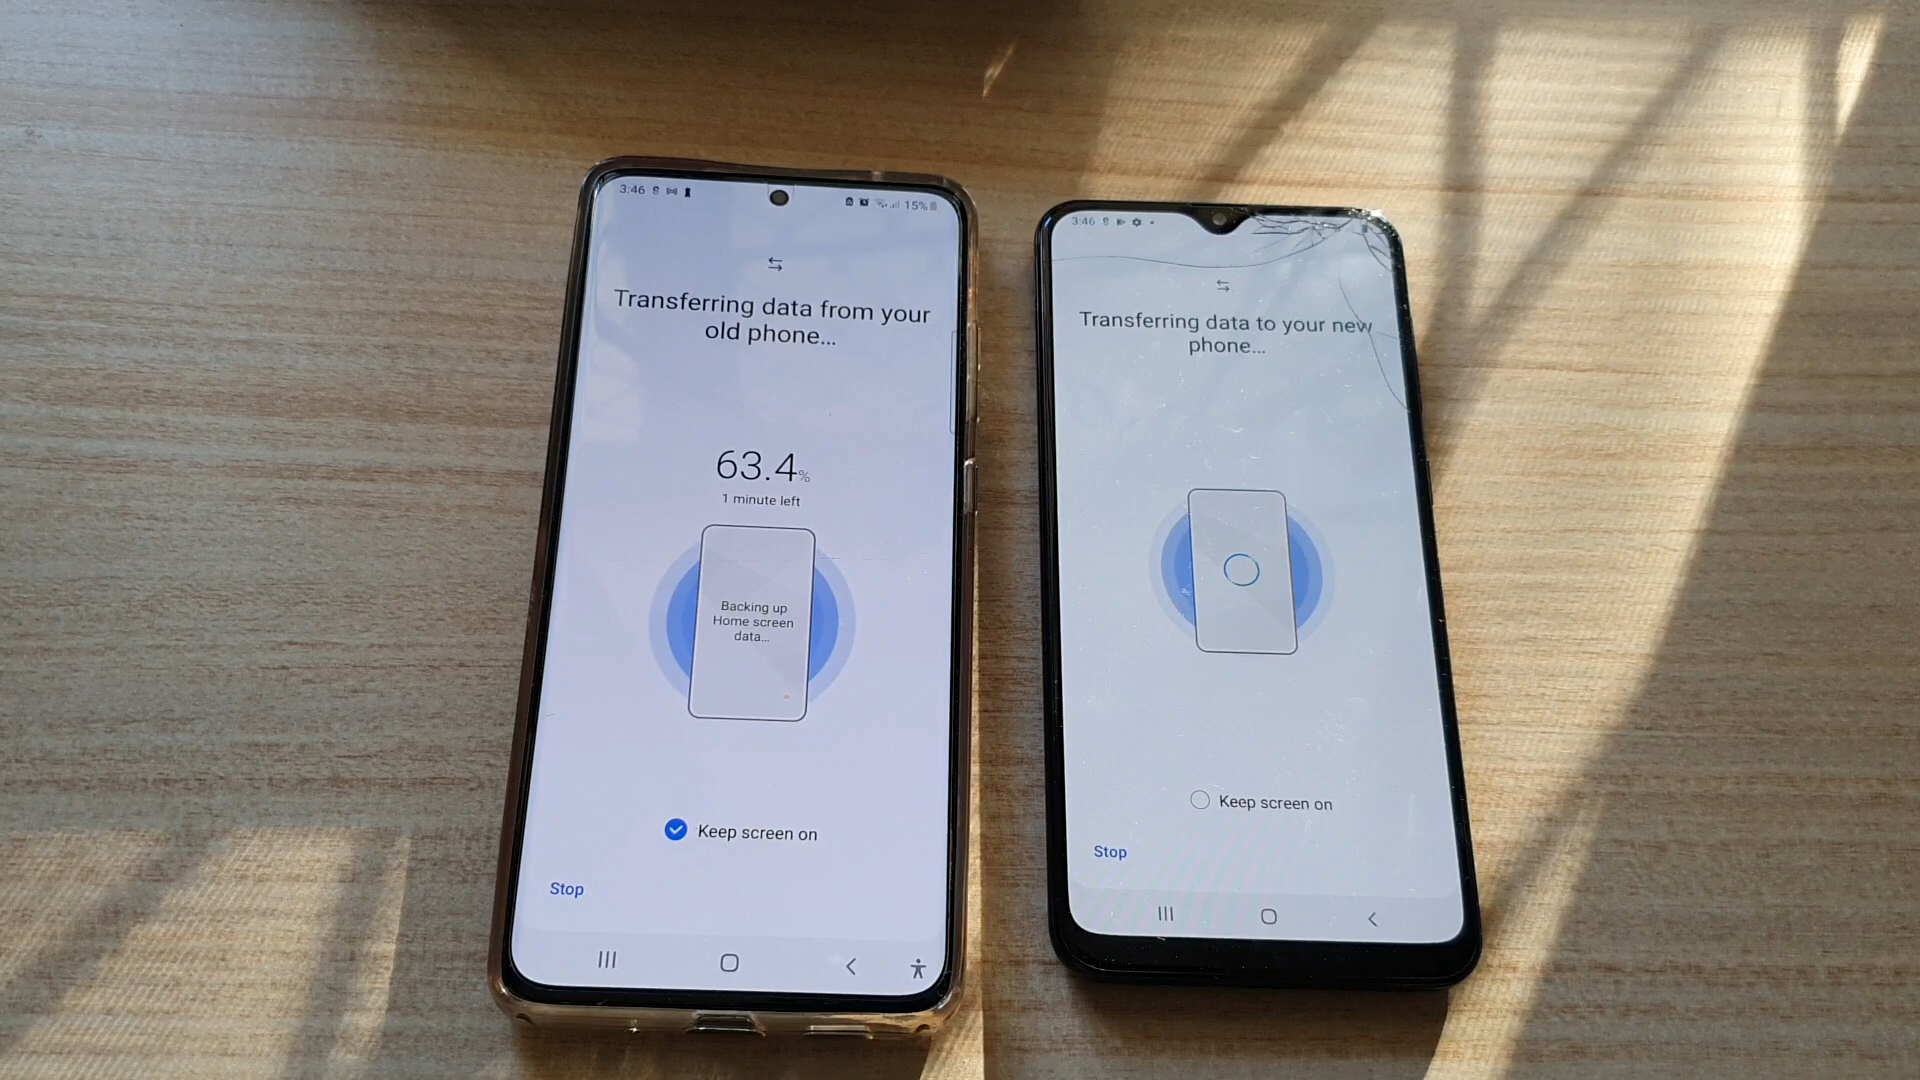 3:46
15%
Transferring data from your
old phone...
63.4%
1 minute left
Backing up
Home screen
data...
Keep screen on
Stop
3:46
Transferring data to your new
phone...
Keep screen on
Stop